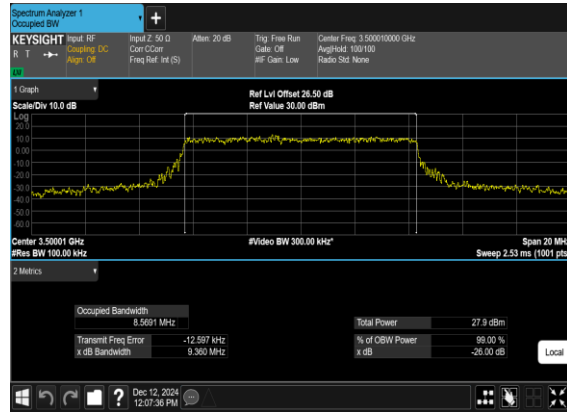 Spectrum Analyzer 1
Occupied BW
+
KEYSIGHT Input: RF Input Z: 50 Ω Atten: 20 dB Trig: Free Run Center Freq: 3.500010000 GHz
R T Coupling: DC Corr CCorr Gate: Off Avg|Hold: 100/100
Align: Off Freq Ref: Int (S) #IF Gain: Low Radio Std: None
1 Graph
Ref Lvl Offset 26.50 dB
Scale/Div 10.0 dB Ref Value 30.00 dBm
Log
20.0
10.0
0.00
-10.0
-20.0
-30.0
-40.0
-50.0
-60.0
Center 3.50001 GHz #Video BW 300.00 kHz* Span 20 MHz
#Res BW 100.00 kHz Sweep 2.53 ms (1001 pts
2 Metrics
Occupied Bandwidth
8.5691 MHz Total Power 27.9 dBm
Transmit Freq Error -12.597 kHz % of OBW Power 99.00 %
x dB Bandwidth 9.360 MHz x dB -26.00 dB
Local
? Dec 12, 2024
12:07:36 PM